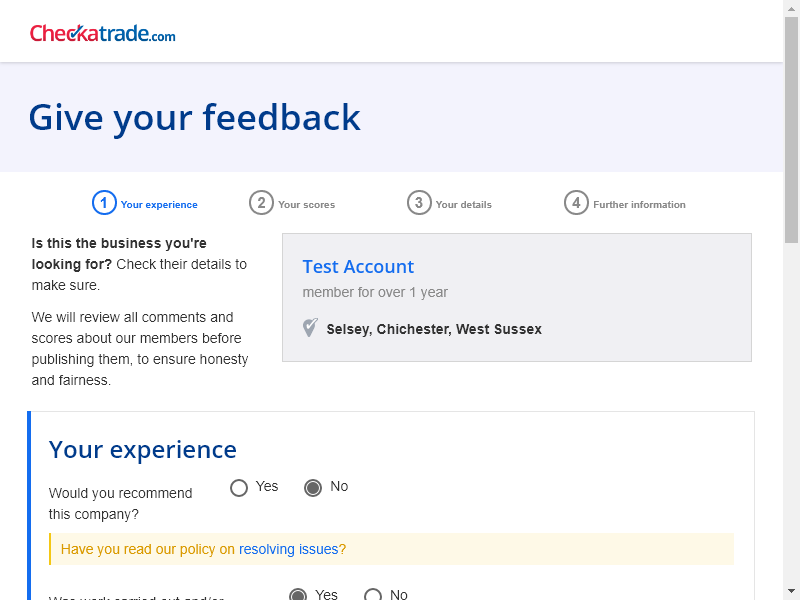 Checkatrade.com
Give your feedback
1 Your experience
2 Your scores
3 Your details
4 Further information
Is this the business you're
looking for? Check their details to
make sure.
We will review all comments and
scores about our members before
publishing them, to ensure honesty
and fairness.
Test Account
member for over 1 year
Selsey, Chichester, West Sussex
Your experience
Would you recommend
this company?
Yes
No
Have you read our policy on resolving issues?
Was work carried out and/or
Yes
No